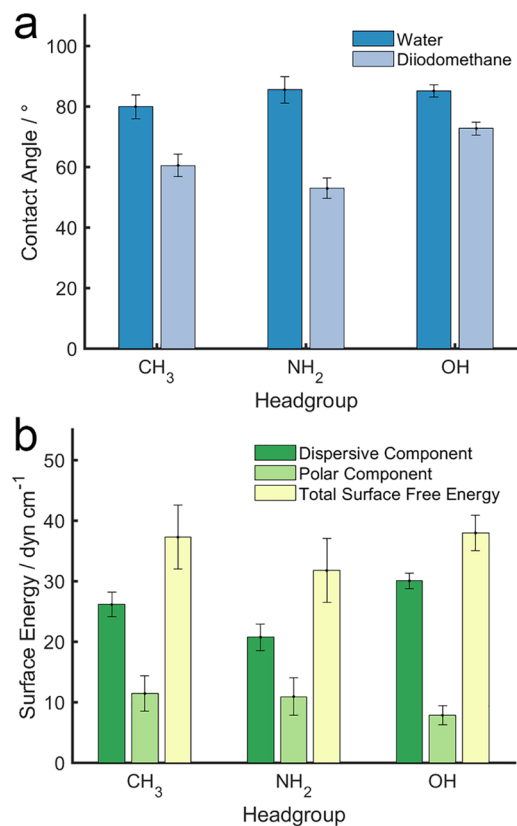 a
Water
Diiodomethane
Contact Angle / °
100
80
60
40
20
0
CH₃ NH₂ OH
Headgroup
b
Dispersive Component
Polar Component
Total Surface Free Energy
Surface Energy / dyn cm⁻¹
50
40
30
20
10
0
CH₃ NH₂ OH
Headgroup